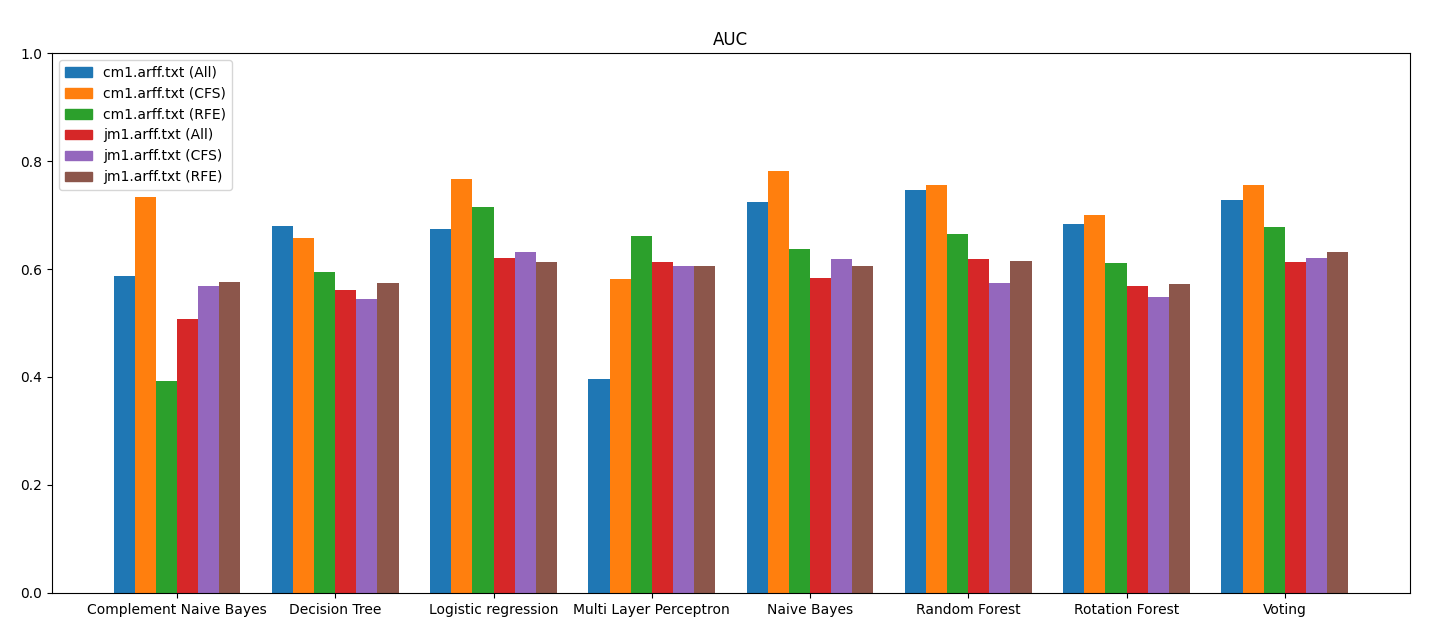 AUC
1.0
0.8
0.6
0.4
0.2
0.0
cm1.arff.txt (All)
cm1.arff.txt (CFS)
cm1.arff.txt (RFE)
jm1.arff.txt (All)
jm1.arff.txt (CFS)
jm1.arff.txt (RFE)
Complement Naive Bayes
Decision Tree
Logistic regression
Multi Layer Perceptron
Naive Bayes
Random Forest
Rotation Forest
Voting